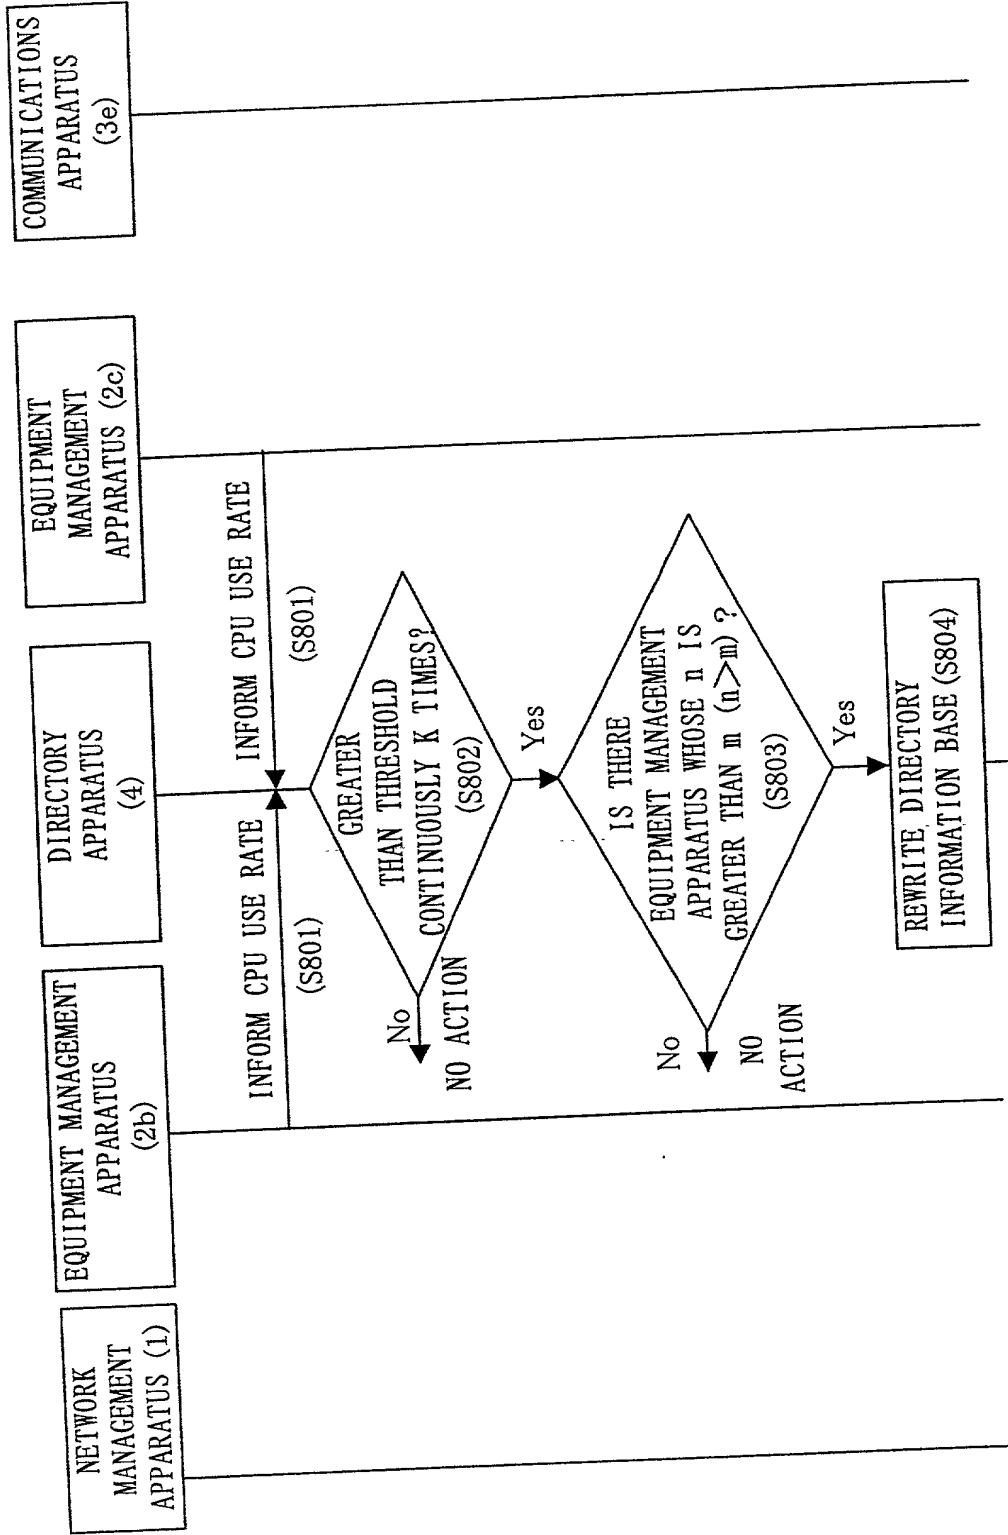 NETWORK
MANAGEMENT
APPARATUS (1)
EQUIPMENT MANAGEMENT
APPARATUS
(2b)
DIRECTORY
APPARATUS
(4)
EQUIPMENT
MANAGEMENT
APPARATUS (2c)
COMMUNICATIONS
APPARATUS
(3e)
INFORM CPU USE RATE
(S801)
INFORM CPU USE RATE
(S801)
GREATER
THAN THRESHOLD
CONTINUOUSLY K TIMES?
(S802)
No
NO ACTION
Yes
IS THERE
EQUIPMENT MANAGEMENT
APPARATUS WHOSE n IS
GREATER THAN m (n>m) ?
(S803)
No
NO
ACTION
Yes
REWRITE DIRECTORY
INFORMATION BASE (S804)